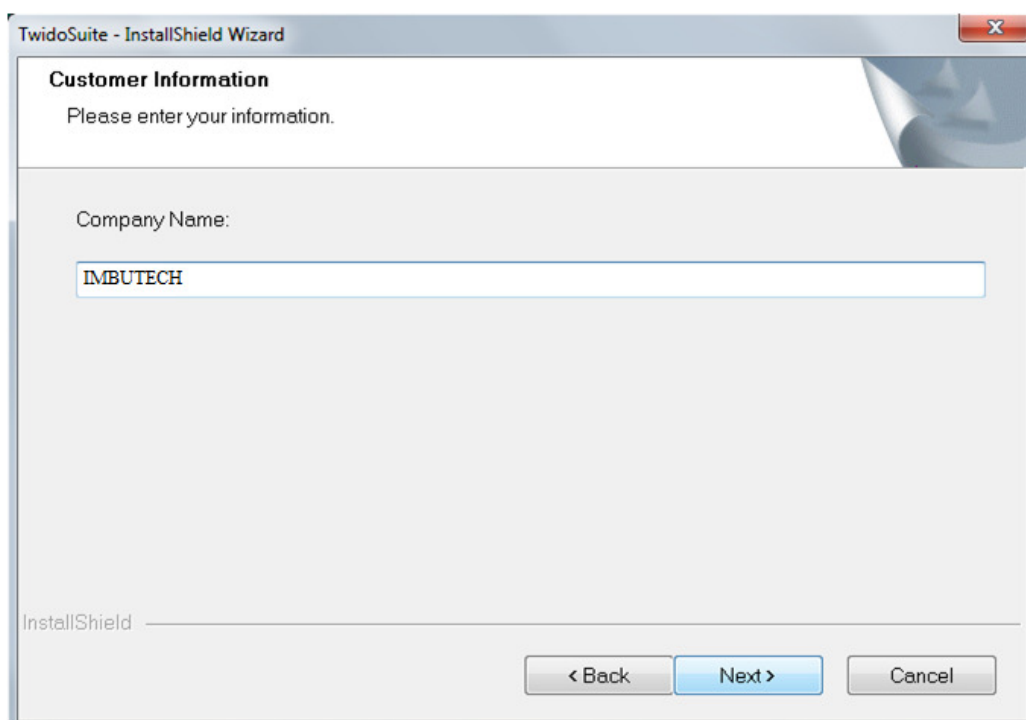 TwidoSuite - InstallShield Wizard
X
Customer Information
Please enter your information.
Company Name:
IMBUTECH
InstallShield
< Back Next > Cancel